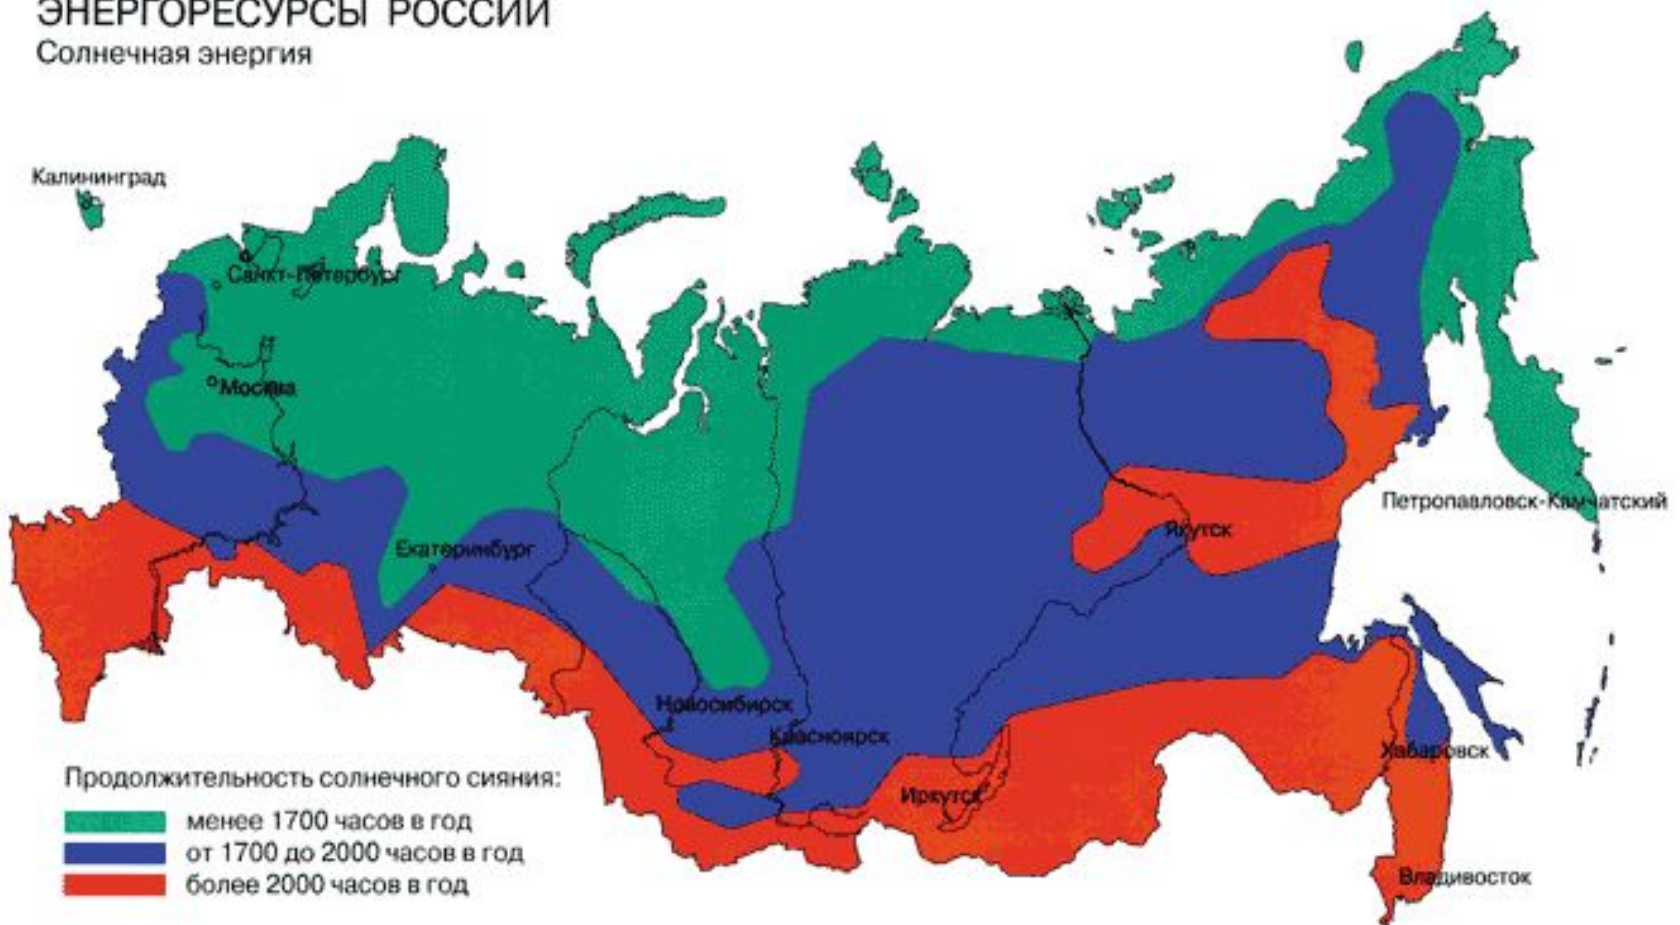 ЭНЕРГОРЕСУРСЫ РОССИИ
Солнечная энергия
Калининград
Санкт-Петербург
Москва
Петропавловск-Камчатский
Якутск
Екатеринбург
Новосибирск
Красноярск
Хабаровск
Иркутск
Владивосток
Продолжительность солнечного сияния:
менее 1700 часов в год
от 1700 до 2000 часов в год
более 2000 часов в год